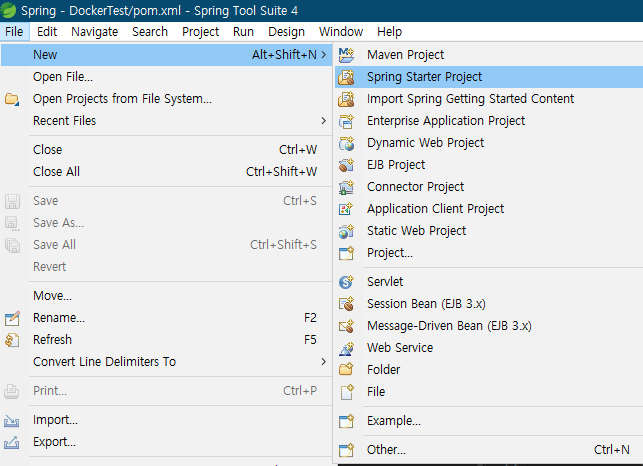 Spring - DockerTest/pom.xml - Spring Tool Suite 4
File Edit Navigate Search Project Run Design Window Help
New Alt+Shift+N >
Open File...
Open Projects from File System...
Recent Files >
Close Ctrl+W
Close All Ctrl+Shift+W
Save Ctrl+S
Save As...
Save All Ctrl+Shift+S
Revert
Move...
Rename... F2
Refresh F5
Convert Line Delimiters To >
Print... Ctrl+P
Import...
Export...
Maven Project
Spring Starter Project
Import Spring Getting Started Content
Enterprise Application Project
Dynamic Web Project
EJB Project
Connector Project
Application Client Project
Static Web Project
Project...
Servlet
Session Bean (EJB 3.x)
Message-Driven Bean (EJB 3.x)
Web Service
Folder
File
Example...
Other... Ctrl+N